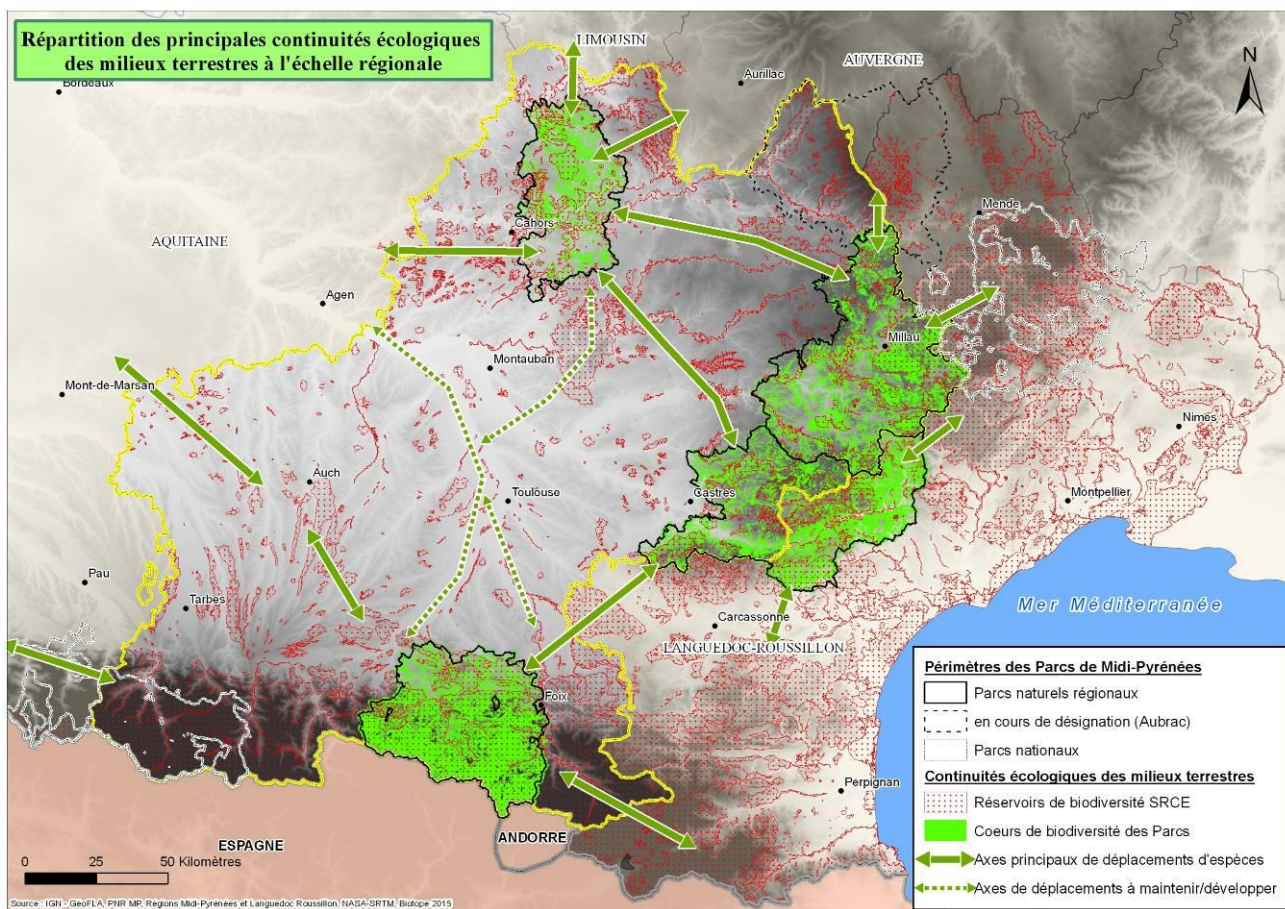 Répartition des principales continuités écologiques
des milieux terrestres à l'échelle régionale
LIMOUSIN
AUVERGNE
N
Bordeaux
Aurillac
Mende
AQUITAINE
Cahors
Agen
Millau
Montauban
Mont-de-Marsan
Nimes
Auch
Toulouse
Castres
Montpellier
Pau
Tarbes
Mer Méditerranée
Carcassonne
LANGUEDOC-ROUSSILLON
Foix
Perpignan
ANDORRE
ESPAGNE
0 25 50 Kilomètres
Périmètres des Parcs de Midi-Pyrénées
Parcs naturels régionaux
en cours de désignation (Aubrac)
Parcs nationaux
Continuités écologiques des milieux terrestres
Réservoirs de biodiversité SRCE
Coeurs de biodiversité des Parcs
Axes principaux de déplacements d'espèces
Axes de déplacements à maintenir/développer
Source : IGN - GéoFLA, PNR MP, Régions Midi-Pyrénées et Languedoc Roussillon, NASA-SRTM, Biotope 2015